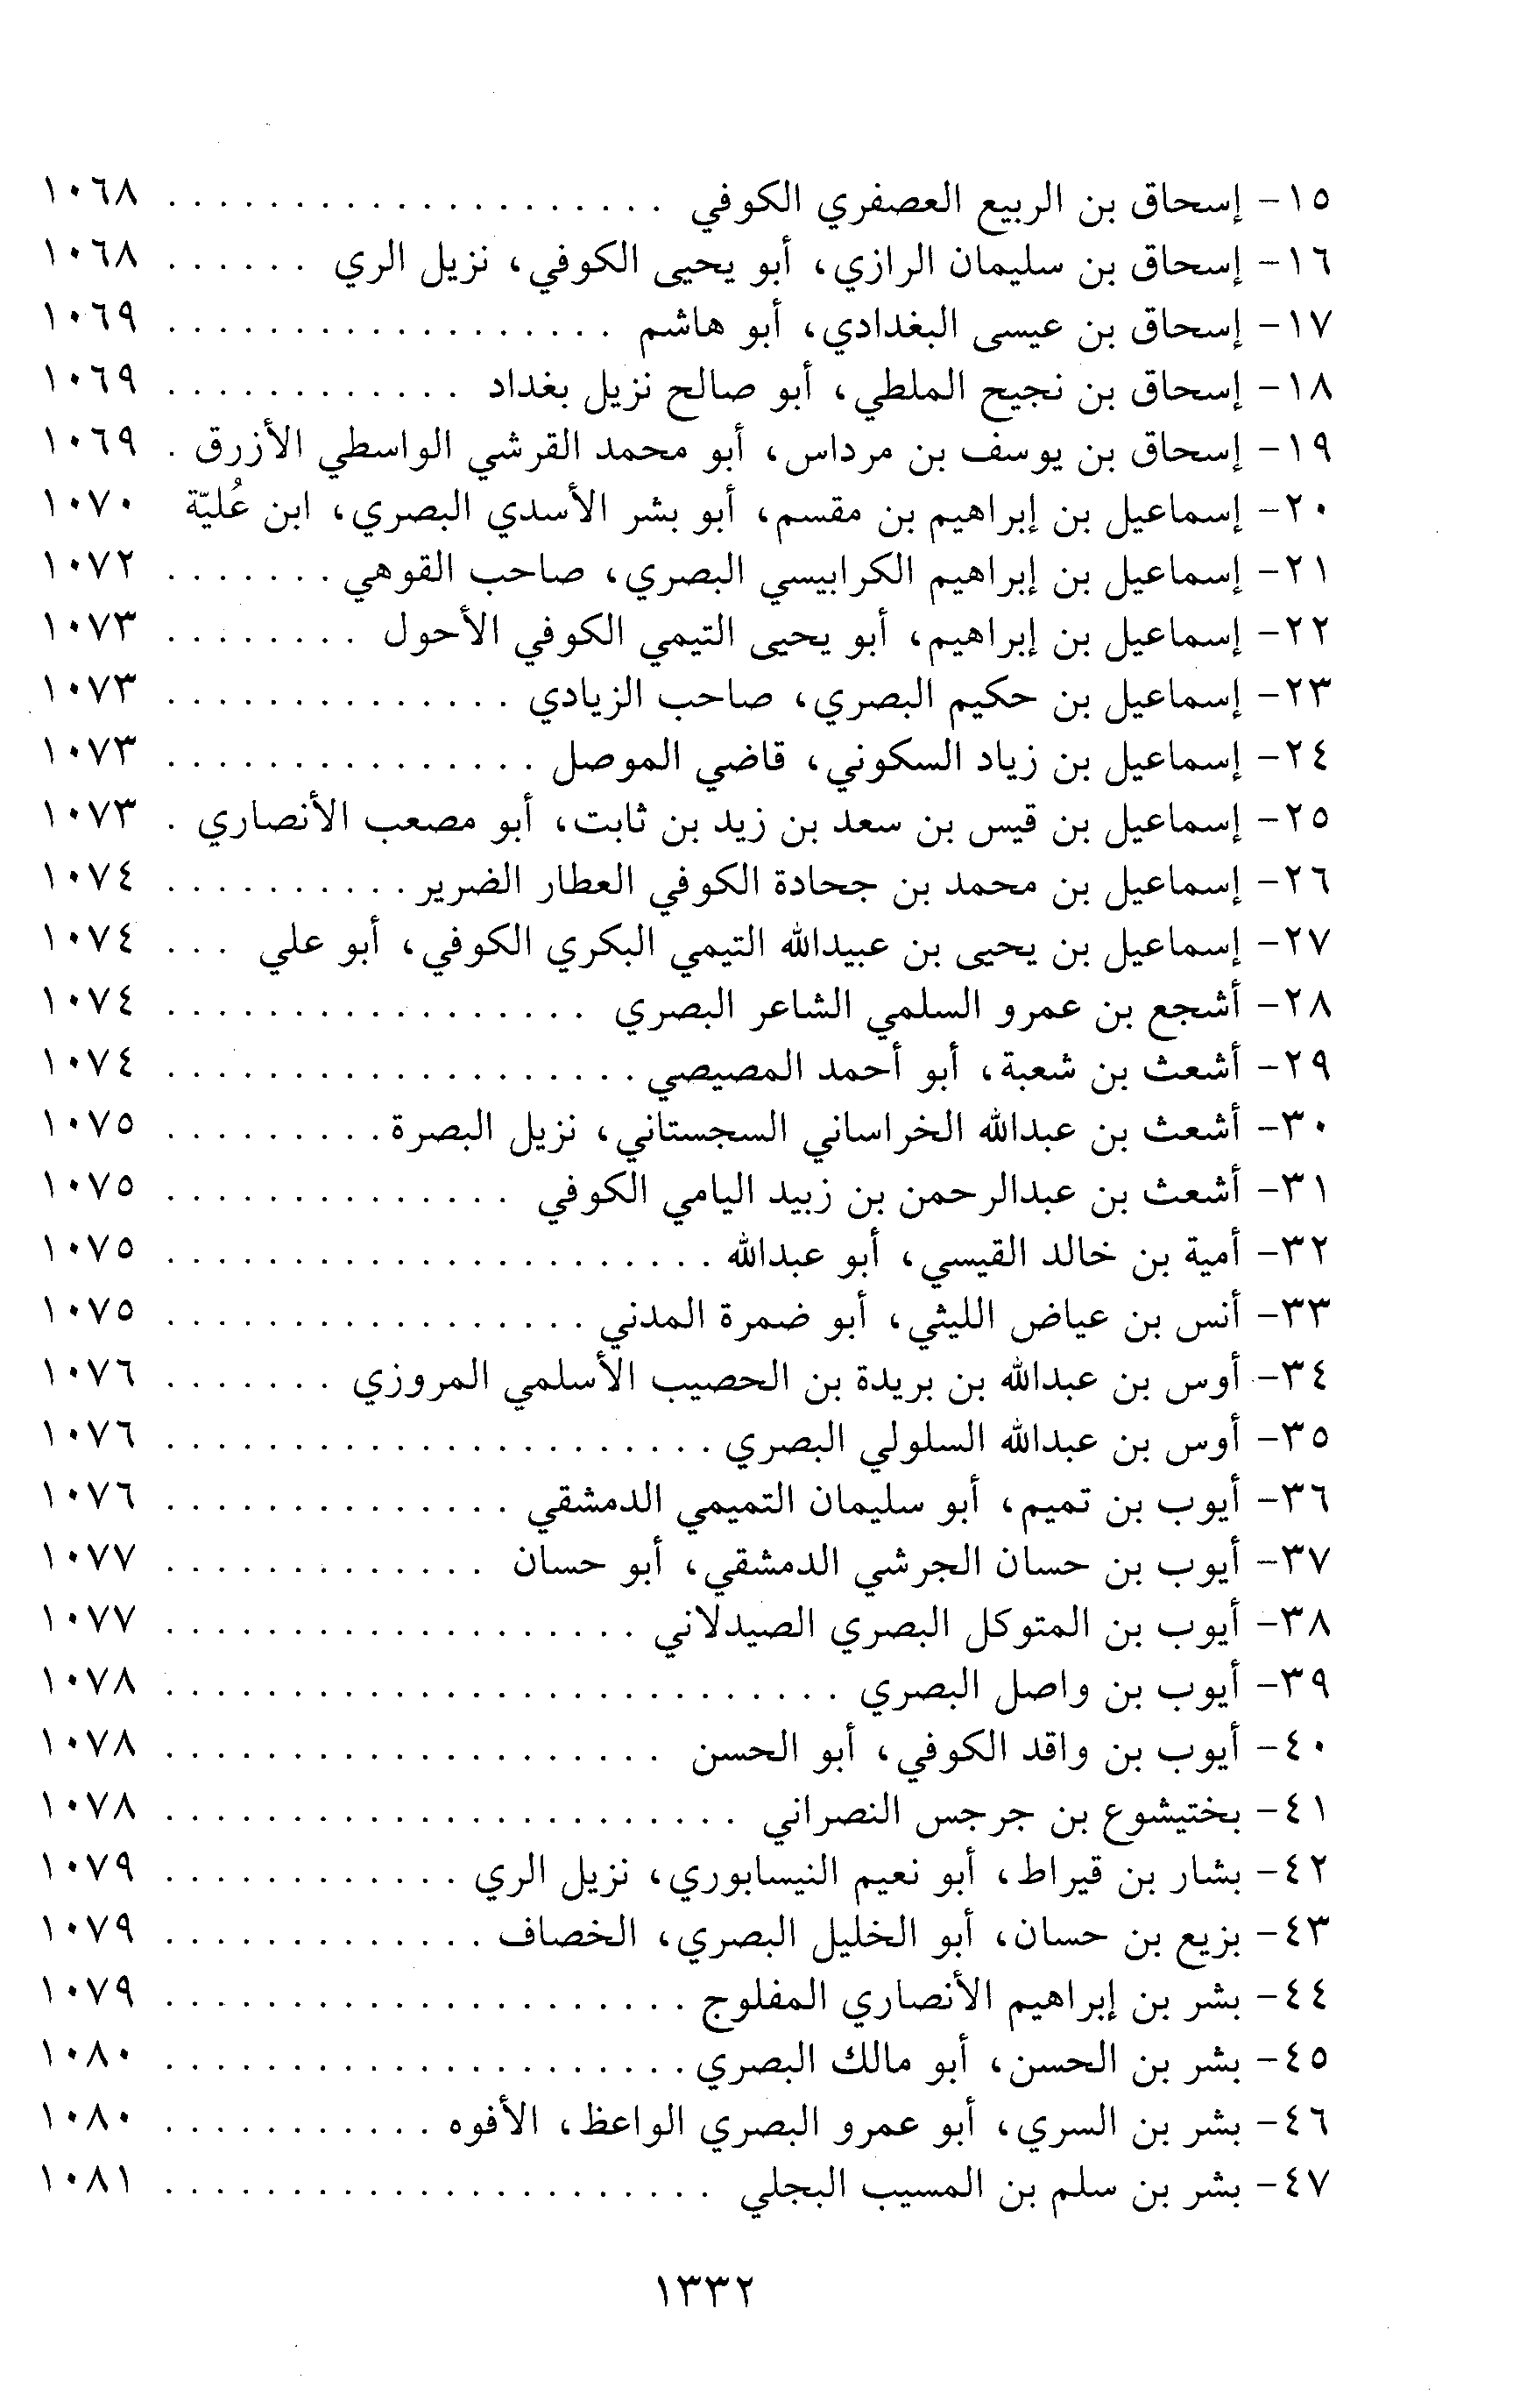 ١٥- إسحاق بن الربيع العصفري الكوفي . . . . . . . . . . . . . . . . . . . . ١٠٦٨
١٦- إسحاق بن سليمان الرازي، أبو يحيى الكوفي، نزيل الري . . . . . . ١٠٦٨
١٧- إسحاق بن عيسى البغدادي، أبو هاشم . . . . . . . . . . . . . . . . . . ١٠٦٩
١٨- إسحاق بن نجيح الملطي، أبو صالح نزيل بغداد . . . . . . . . . . . . ١٠٦٩
١٩- إسحاق بن يوسف بن مرداس، أبو محمد القرشي الواسطي الأزرق . ١٠٦٩
٢٠- إسماعيل بن إبراهيم بن مقسم، أبو بشر الأسدي البصري، ابن عُليّة ١٠٧٠
٢١- إسماعيل بن إبراهيم الكرابيسي البصري، صاحب القوهي . . . . . . . ١٠٧٢
٢٢- إسماعيل بن إبراهيم، أبو يحيى التيمي الكوفي الأحول . . . . . . . . ١٠٧٣
٢٣- إسماعيل بن حكيم البصري، صاحب الزيادي . . . . . . . . . . . . . . ١٠٧٣
٢٤- إسماعيل بن زياد السكوني، قاضي الموصل . . . . . . . . . . . . . . . ١٠٧٣
٢٥- إسماعيل بن قيس بن سعد بن زيد بن ثابت، أبو مصعب الأنصاري . ١٠٧٣
٢٦- إسماعيل بن محمد بن جحادة الكوفي العطار الضرير . . . . . . . . . . ١٠٧٤
٢٧- إسماعيل بن يحيى بن عبيدالله التيمي البكري الكوفي، أبو علي . . . ١٠٧٤
٢٨- أشجع بن عمرو السلمي الشاعر البصري . . . . . . . . . . . . . . . . . ١٠٧٤
٢٩- أشعث بن شعبة، أبو أحمد المصيصي . . . . . . . . . . . . . . . . . . . ١٠٧٤
٣٠- أشعث بن عبدالله الخراساني السجستاني، نزيل البصرة . . . . . . . . . ١٠٧٥
٣١- أشعث بن عبدالرحمن بن زبيد اليامي الكوفي . . . . . . . . . . . . . . ١٠٧٥
٣٢- أمية بن خالد القيسي، أبو عبدالله . . . . . . . . . . . . . . . . . . . . . . ١٠٧٥
٣٣- أنس بن عياض الليثي، أبو ضمرة المدني . . . . . . . . . . . . . . . . . ١٠٧٥
٣٤- أوس بن عبدالله بن بريدة بن الحصيب الأسلمي المروزي . . . . . . . ١٠٧٦
٣٥- أوس بن عبدالله السلولي البصري . . . . . . . . . . . . . . . . . . . . . . ١٠٧٦
٣٦- أيوب بن تميم، أبو سليمان التميمي الدمشقي . . . . . . . . . . . . . . ١٠٧٦
٣٧- أيوب بن حسان الجرشي الدمشقي، أبو حسان . . . . . . . . . . . . . ١٠٧٧
٣٨- أيوب بن المتوكل البصري الصيدلاني . . . . . . . . . . . . . . . . . . . ١٠٧٧
٣٩- أيوب بن واصل البصري . . . . . . . . . . . . . . . . . . . . . . . . . . . ١٠٧٨
٤٠- أيوب بن واقد الكوفي، أبو الحسن . . . . . . . . . . . . . . . . . . . . ١٠٧٨
٤١- بختيشوع بن جرجس النصراني . . . . . . . . . . . . . . . . . . . . . . . ١٠٧٨
٤٢- بشار بن قيراط، أبو نعيم النيسابوري، نزيل الري . . . . . . . . . . . . ١٠٧٩
٤٣- بزيع بن حسان، أبو الخليل البصري، الخصاف . . . . . . . . . . . . . ١٠٧٩
٤٤- بشر بن إبراهيم الأنصاري المفلوج . . . . . . . . . . . . . . . . . . . . . ١٠٧٩
٤٥- بشر بن الحسن، أبو مالك البصري . . . . . . . . . . . . . . . . . . . . . ١٠٨٠
٤٦- بشر بن السري، أبو عمرو البصري الواعظ، الأفوه . . . . . . . . . . . ١٠٨٠
٤٧- بشر بن سلم بن المسيب البجلي . . . . . . . . . . . . . . . . . . . . . . ١٠٨١
١٣٣٢